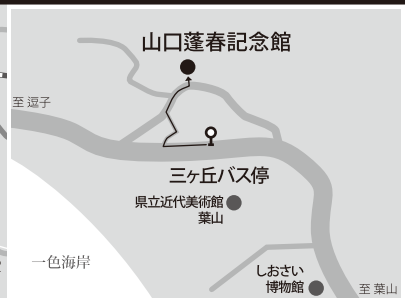 山口蓬春記念館
至 逗子
三ヶ丘バス停
県立近代美術館
葉山
一色海岸
しおさい
博物館
至 葉山